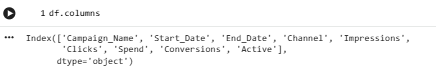 1 df.columns
Index(['Campaign_Name', 'Start_Date', 'End_Date', 'Channel', 'Impressions',
'Clicks', 'Spend', 'Conversions', 'Active'],
dtype='object')